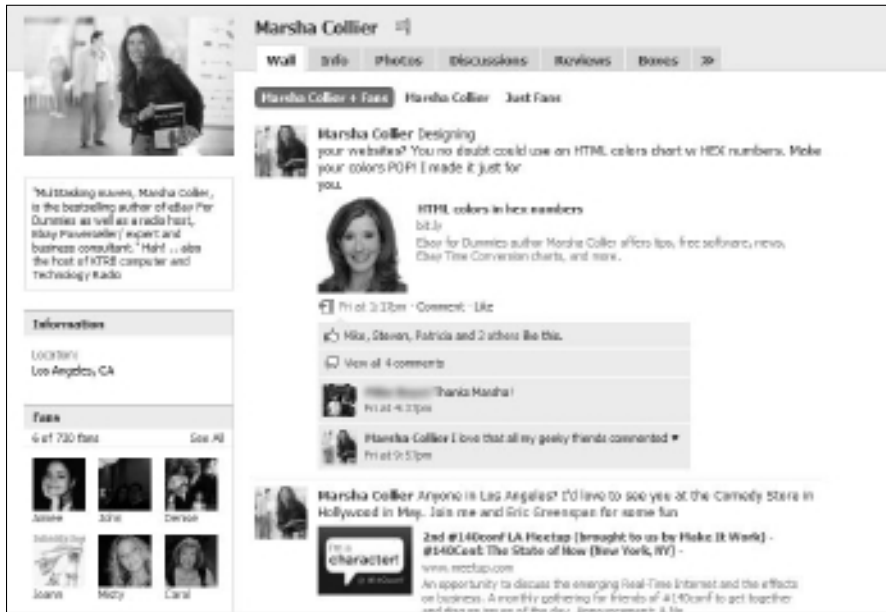 Marsha Collier
Wall Info Photos Discussions Reviews Boxes »
Marsha Collier + Fans Marsha Collier Just Fans
Marsha Collier Designing
your websites? You no doubt could use an HTML colors chart w HEX numbers. Make
your colors POP! I made it just for
you.
HTML colors in hex numbers
bit.ly
Ebay for Dummies author Marsha Collier offers tips, free software, news,
Ebay Time Conversion charts, and more.
Fri at 1:12pm · Comment · Like
Mike, Steven, Patricia and 2 others like this.
View all 4 comments
Thanks Marsha!
Fri at 4:37pm
Marsha Collier I love that all my geeky friends commented ♥
Fri at 9:57pm
Marsha Collier Anyone in Los Angeles? I'd love to see you at the Comedy Store in
Hollywood in May. Join me and Eric Greenspan for some fun
I'm a
character!
2nd #140conf LA Meetup (brought to us by Make It Work) -
#140Conf: The State of Now (New York, NY) -
www.meetup.com
An opportunity to discuss the emerging Real-Time Internet and the effects
on business. A monthly gathering for friends of #140conf to get together
"Multitasking maven, Marsha Collier,
is the bestselling author of eBay For
Dummies as well as a radio host,
Ebay Powerseller/ expert and
business consultant." Hah! .. also
the host of KTRB computer and
Technology Radio
Information
Location:
Los Angeles, CA
Fans
6 of 730 fans See All
Aimee John Denise
Joann Misty Carol